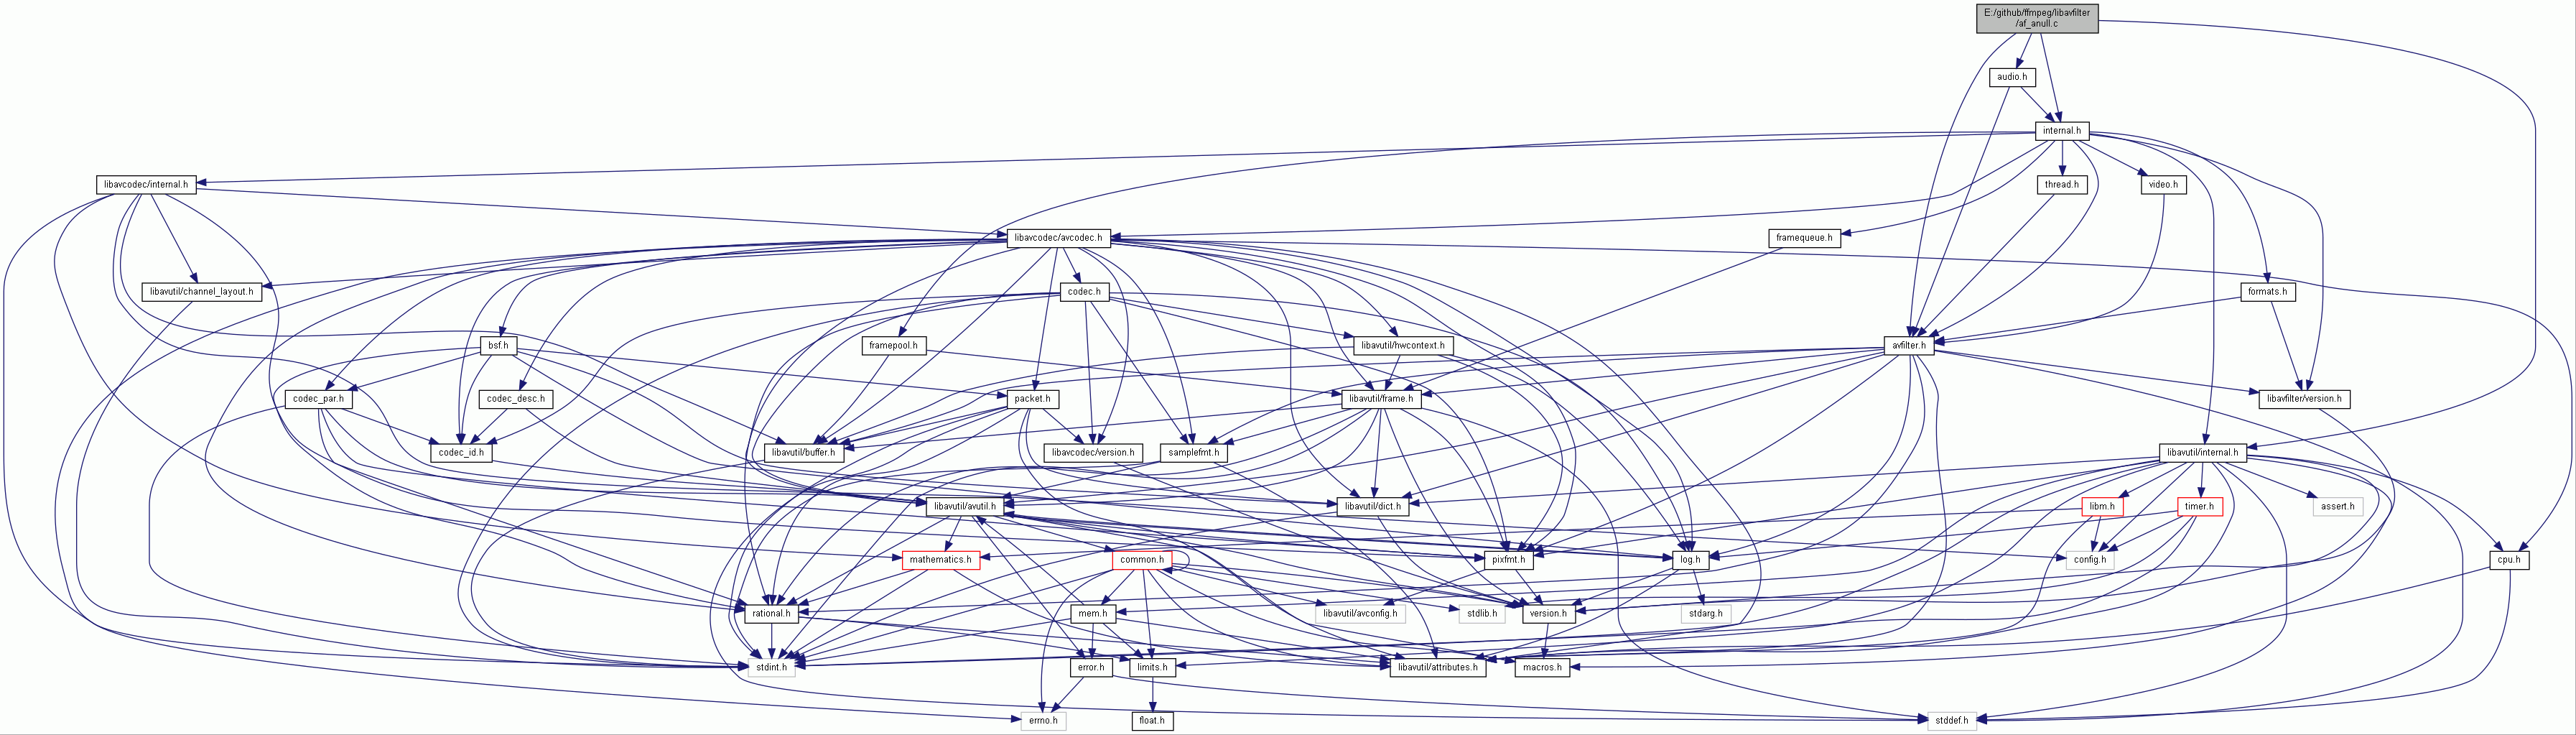 E:/github/ffmpeg/libavfilter
/af_anull.c
audio.h
internal.h
libavcodec/internal.h
thread.h
video.h
libavcodec/avcodec.h
framequeue.h
libavutil/channel_layout.h
codec.h
formats.h
bsf.h
framepool.h
libavutil/hwcontext.h
avfilter.h
codec_par.h
codec_desc.h
packet.h
libavutil/frame.h
libavfilter/version.h
codec_id.h
libavutil/buffer.h
libavcodec/version.h
samplefmt.h
libavutil/internal.h
libavutil/avutil.h
libavutil/dict.h
libm.h
timer.h
assert.h
mathematics.h
common.h
pixfmt.h
log.h
config.h
cpu.h
rational.h
mem.h
libavutil/avconfig.h
stdlib.h
version.h
stdarg.h
stdint.h
error.h
limits.h
libavutil/attributes.h
macros.h
errno.h
float.h
stddef.h